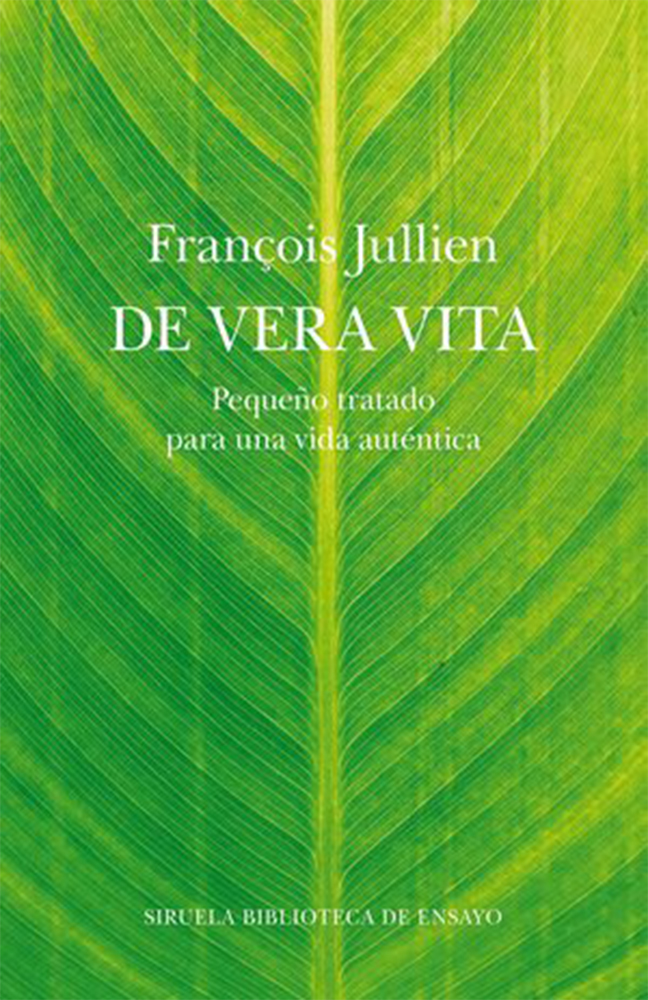 François Jullien
DE VERA VITA
Pequeño tratado
para una vida auténtica
SIRUELA BIBLIOTECA DE ENSAYO